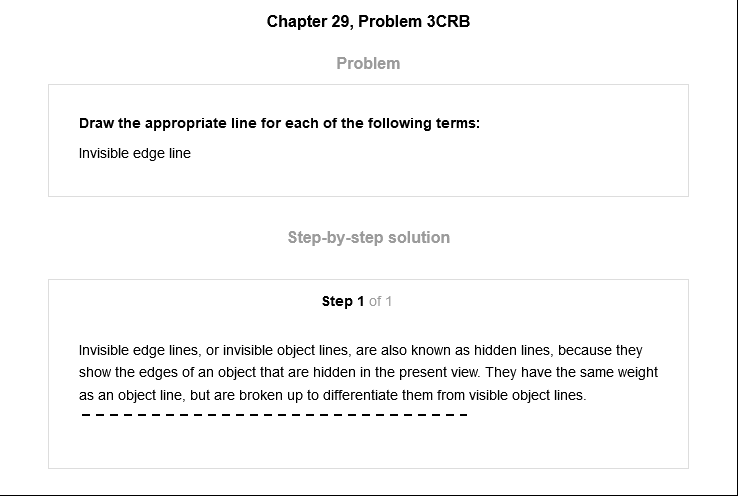 Chapter 29, Problem 3CRB
Problem
Draw the appropriate line for each of the following terms:
Invisible edge line
Step-by-step solution
Step 1 of 1
Invisible edge lines, or invisible object lines, are also known as hidden lines, because they
show the edges of an object that are hidden in the present view. They have the same weight
as an object line, but are broken up to differentiate them from visible object lines.